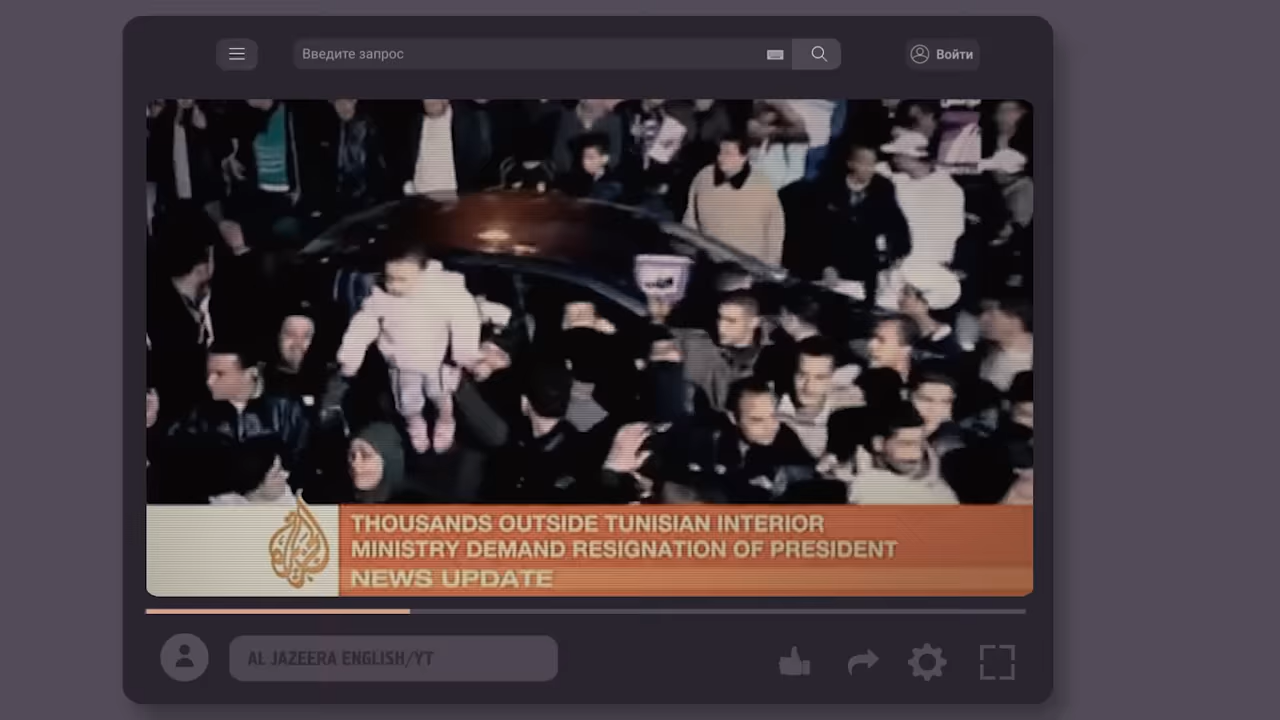 Введите запрос
Войти
THOUSANDS OUTSIDE TUNISIAN INTERIOR
MINISTRY DEMAND RESIGNATION OF PRESIDENT
NEWS UPDATE
AL JAZEERA ENGLISH/YT